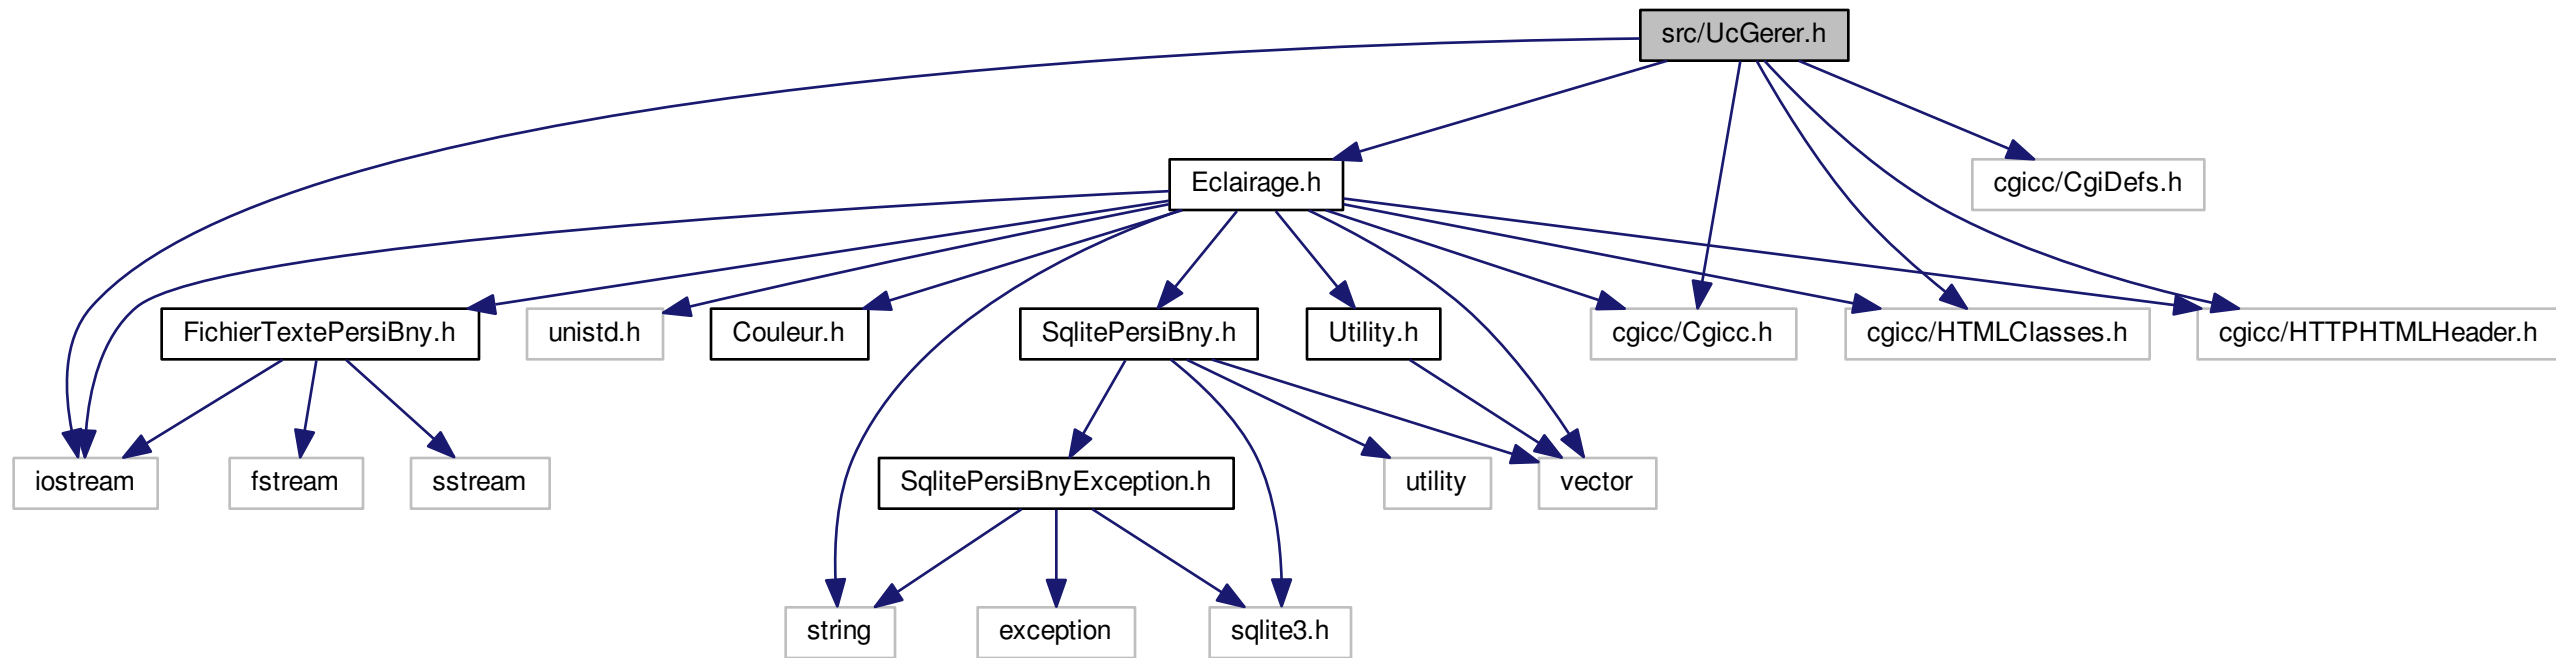 src/UcGerer.h
Eclairage.h
cgicc/CgiDefs.h
FichierTextePersiBny.h
unistd.h
Couleur.h
SqlitePersiBny.h
Utility.h
cgicc/Cgicc.h
cgicc/HTMLClasses.h
cgicc/HTTPHTMLHeader.h
iostream
fstream
sstream
SqlitePersiBnyException.h
utility
vector
string
exception
sqlite3.h